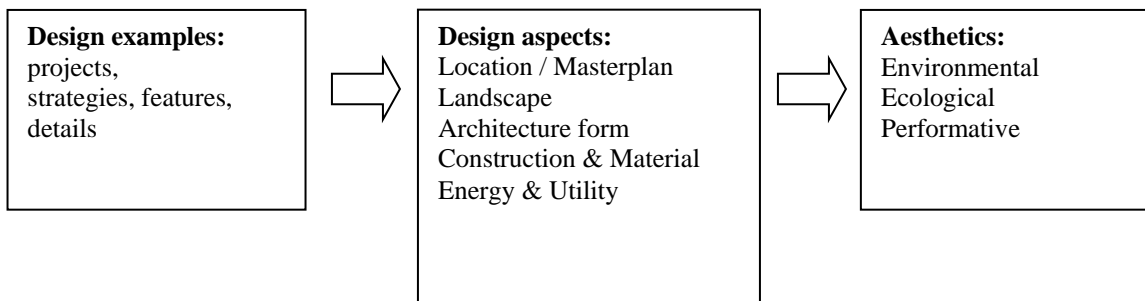 Design examples:
projects,
strategies, features,
details
Design aspects:
Location / Masterplan
Landscape
Architecture form
Construction & Material
Energy & Utility
Aesthetics:
Environmental
Ecological
Performative